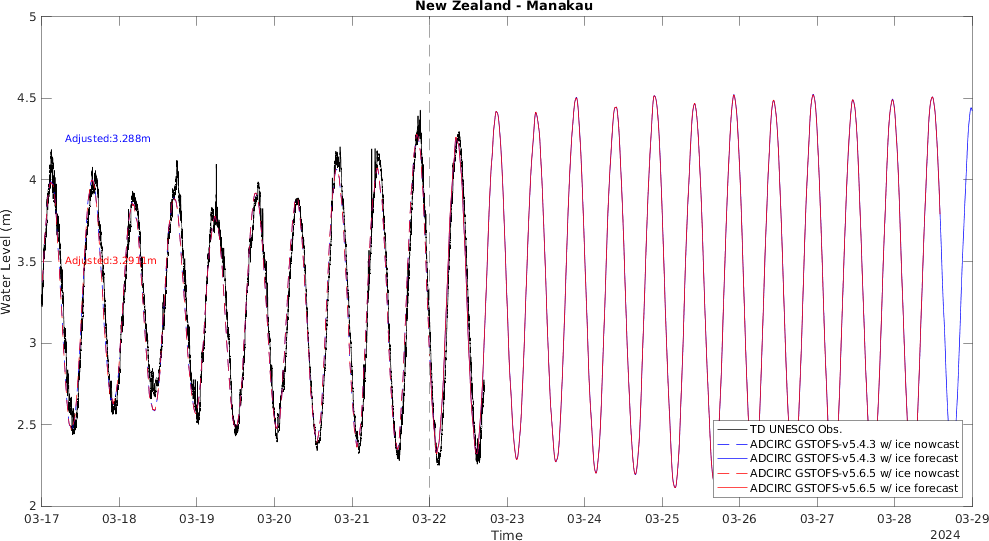 New Zealand - Manakau
5
4.5
4
3.5
3
2.5
2
Water Level (m)
Adjusted:3.288m
Adjusted:3.2911m
TD UNESCO Obs.
ADCIRC GSTOFS-v5.4.3 w/ ice nowcast
ADCIRC GSTOFS-v5.4.3 w/ ice forecast
ADCIRC GSTOFS-v5.6.5 w/ ice nowcast
ADCIRC GSTOFS-v5.6.5 w/ ice forecast
03-17 03-18 03-19 03-20 03-21 03-22 03-23 03-24 03-25 03-26 03-27 03-28 03-29
Time
2024